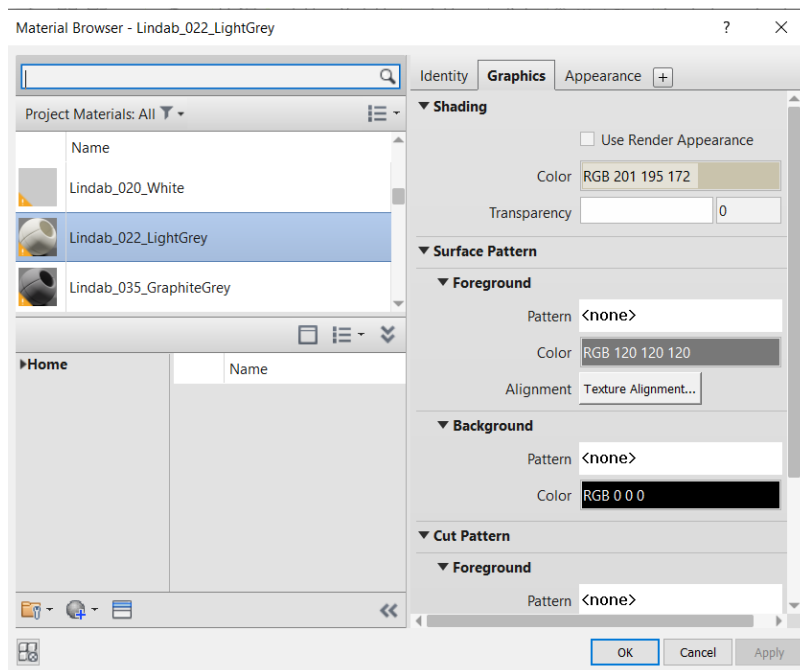 Material Browser - Lindab_022_LightGrey
?
Project Materials: All
Name
Lindab_020_White
Lindab_022_LightGrey
Lindab_035_GraphiteGrey
Home
Name
Identity
Graphics
Appearance
+
Shading
Use Render Appearance
Color
RGB 201 195 172
Transparency
0
Surface Pattern
Foreground
Pattern
<none>
Color
RGB 120 120 120
Alignment
Texture Alignment...
Background
Pattern
<none>
Color
RGB 0 0 0
Cut Pattern
Foreground
Pattern
<none>
OK
Cancel
Apply